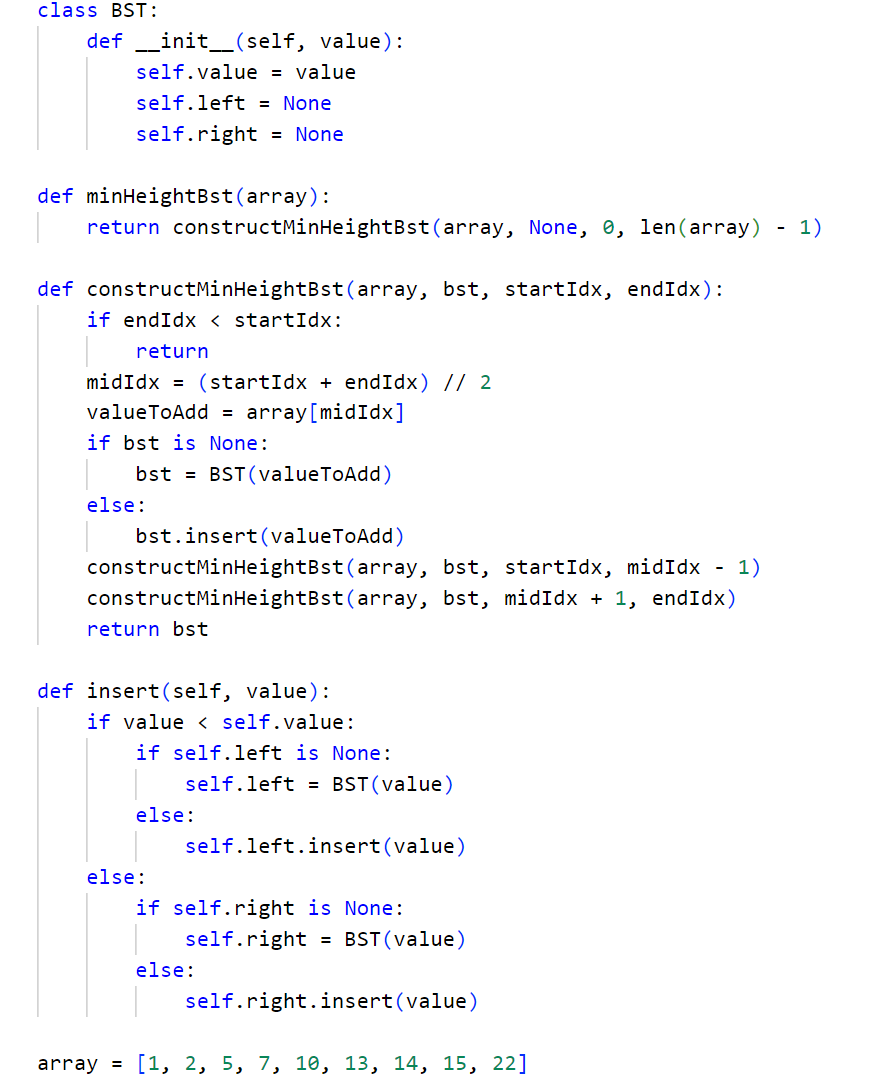 class BST:
    def __init__(self, value):
        self.value = value
        self.left = None
        self.right = None

def minHeightBst(array):
    return constructMinHeightBst(array, None, 0, len(array) - 1)

def constructMinHeightBst(array, bst, startIdx, endIdx):
    if endIdx < startIdx:
        return
    midIdx = (startIdx + endIdx) // 2
    valueToAdd = array[midIdx]
    if bst is None:
        bst = BST(valueToAdd)
    else:
        bst.insert(valueToAdd)
    constructMinHeightBst(array, bst, startIdx, midIdx - 1)
    constructMinHeightBst(array, bst, midIdx + 1, endIdx)
    return bst

def insert(self, value):
    if value < self.value:
        if self.left is None:
            self.left = BST(value)
        else:
            self.left.insert(value)
    else:
        if self.right is None:
            self.right = BST(value)
        else:
            self.right.insert(value)

array = [1, 2, 5, 7, 10, 13, 14, 15, 22]